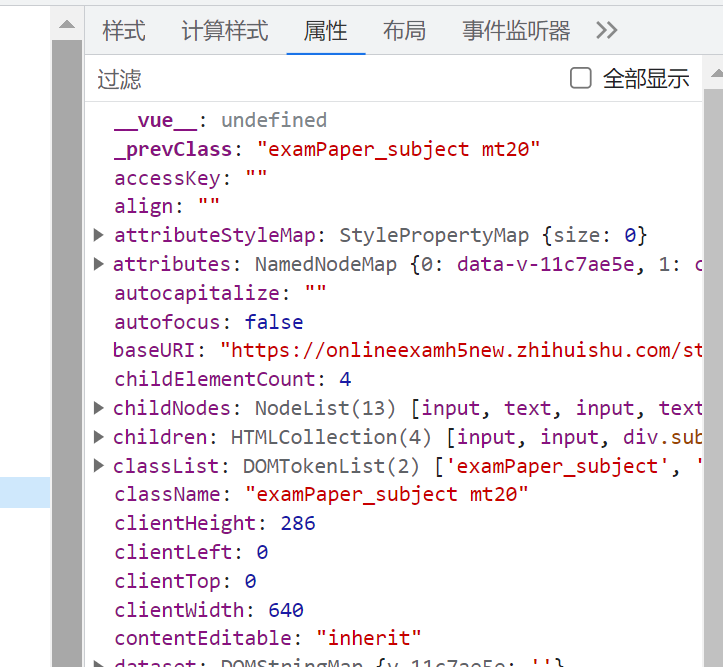 样式 计算样式 属性 布局 事件监听器 >>
过滤 全部显示
__vue__: undefined
_prevClass: "examPaper_subject mt20"
accessKey: ""
align: ""
attributeStyleMap: StylePropertyMap {size: 0}
attributes: NamedNodeMap {0: data-v-11c7ae5e, 1: c
autocapitalize: ""
autofocus: false
baseURI: "https://onlineexamh5new.zhihuishu.com/st
childElementCount: 4
childNodes: NodeList(13) [input, text, input, text
children: HTMLCollection(4) [input, input, div.sub
classList: DOMTokenList(2) ['examPaper_subject', '
className: "examPaper_subject mt20"
clientHeight: 286
clientLeft: 0
clientTop: 0
clientWidth: 640
contentEditable: "inherit"
dataset: DOMStringMap {v-11c7ae5e: ''}